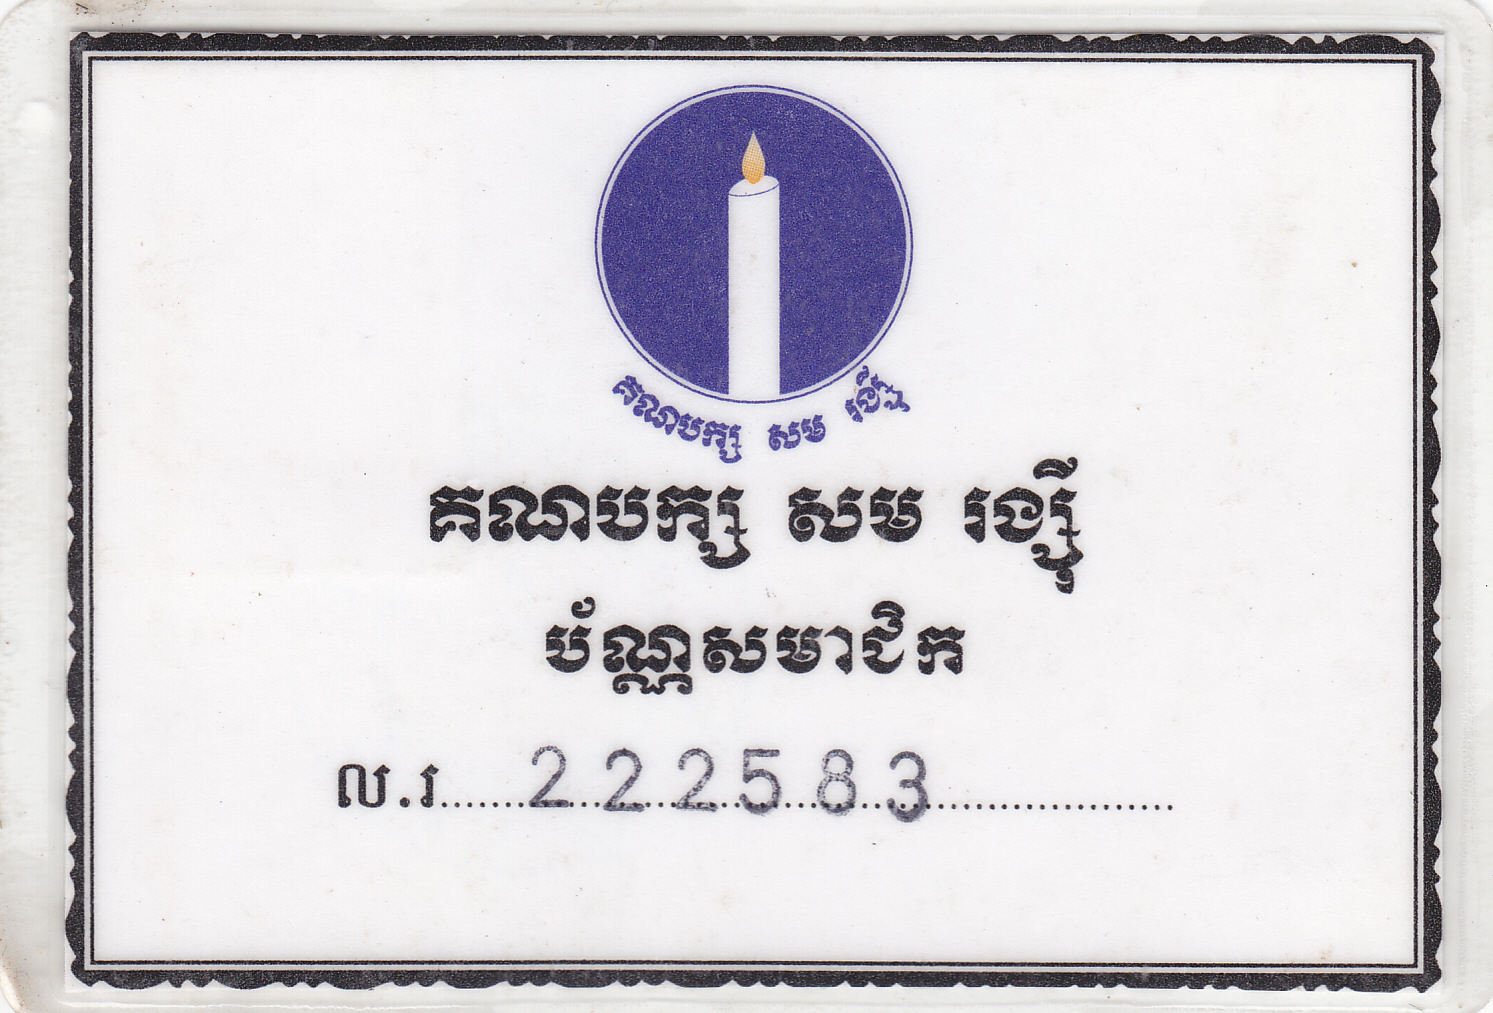 គណបក្ស សម រង្ស៊ី
គណបក្ស សម រង្ស៊ី
ប័ណ្ណសមាជិក
ល.រ......222583......